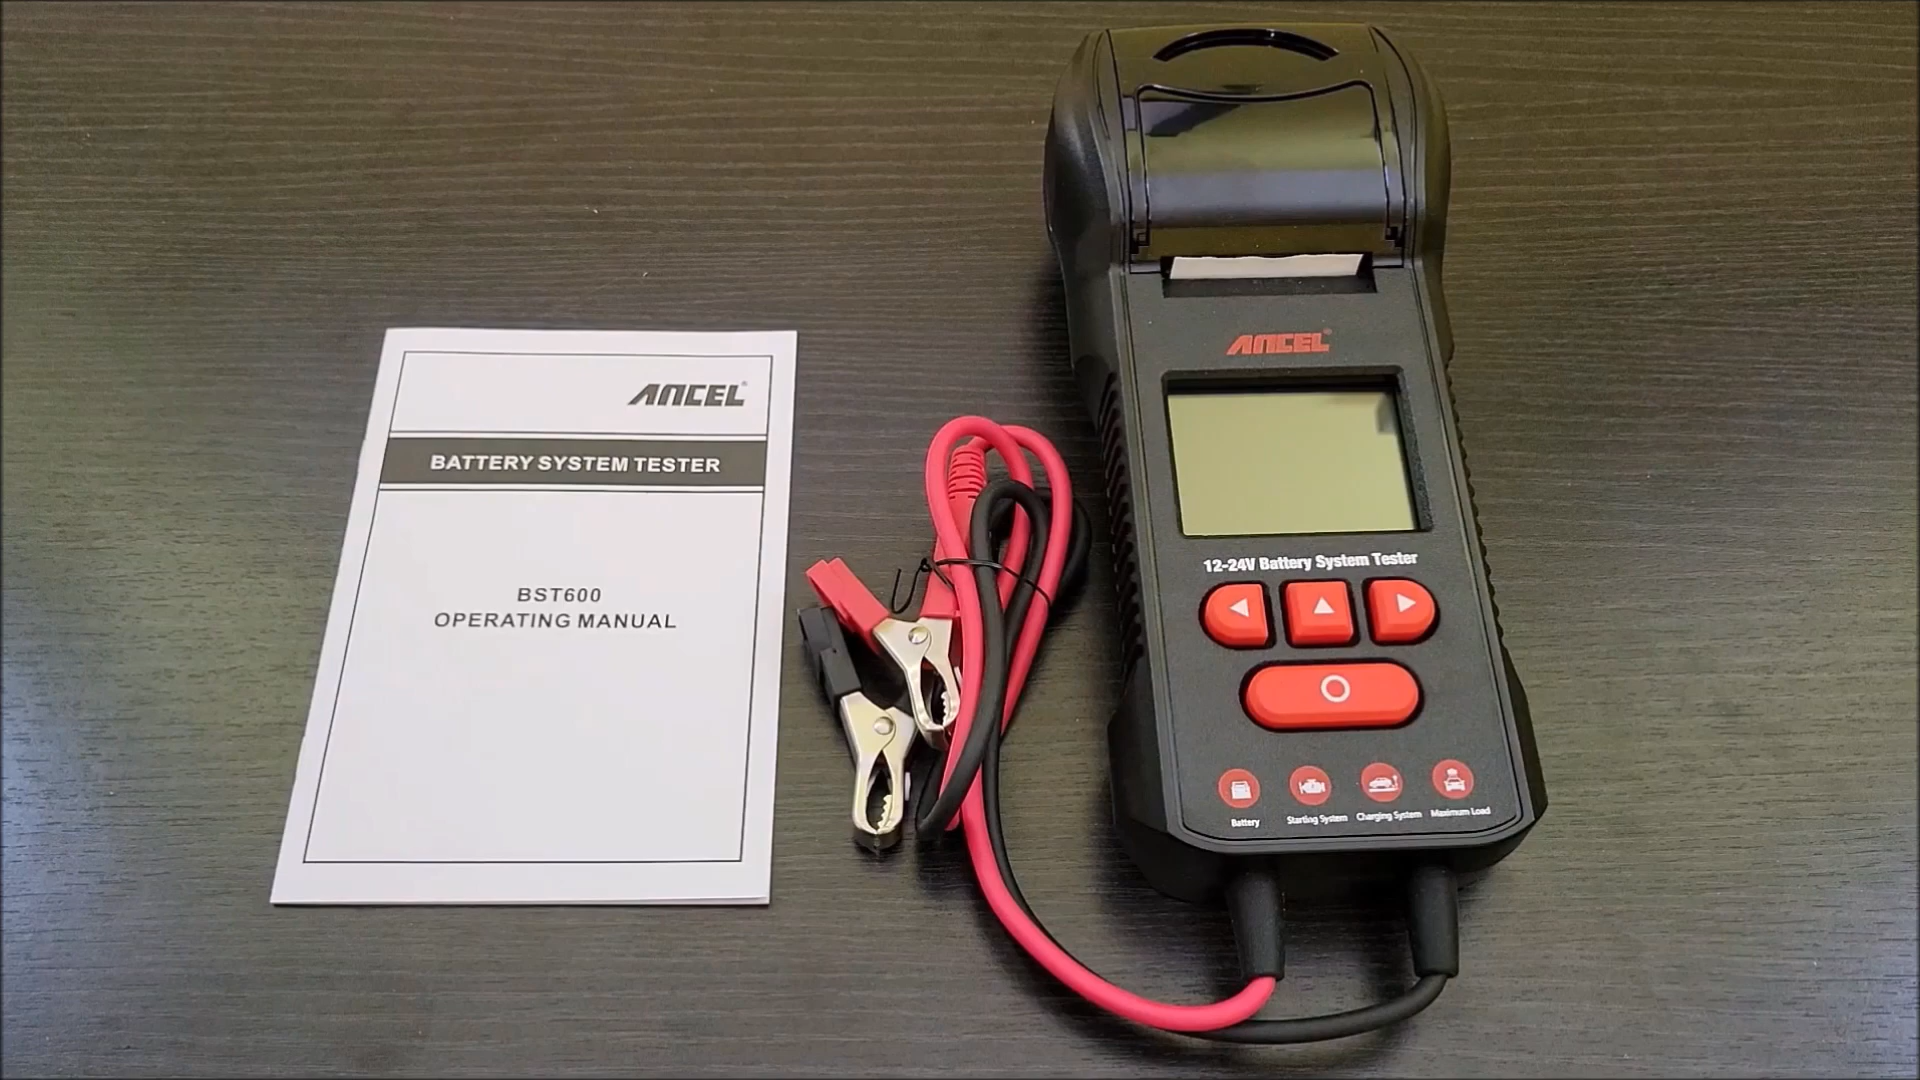 ANCEL®
BATTERY SYSTEM TESTER
BST600
OPERATING MANUAL
ANCEL®
12-24V Battery System Tester
Battery
Starting System
Charging System
Maximum Load